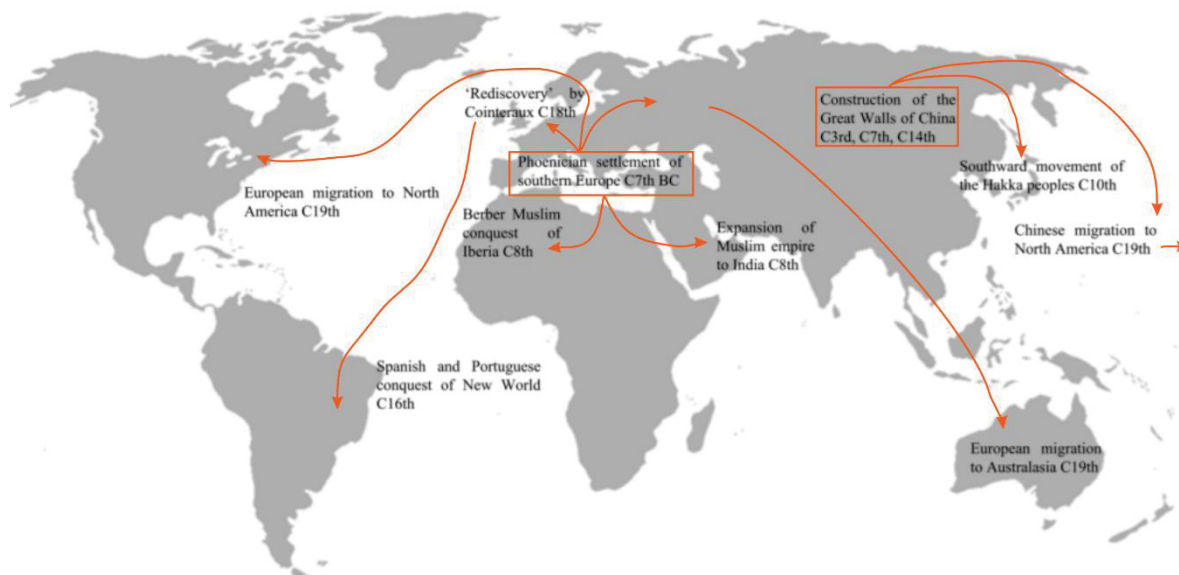 ‘Rediscovery’ by
Cointeraux C18th
Construction of the
Great Walls of China
C3rd, C7th, C14th
Phoenician settlement of
southern Europe C7th BC
Southward movement of
the Hakka peoples C10th
European migration to North
America C19th
Berber Muslim
conquest of
Iberia C8th
Expansion of
Muslim empire
to India C8th
Chinese migration to
North America C19th
Spanish and Portuguese
conquest of New World
C16th
European migration
to Australasia C19th